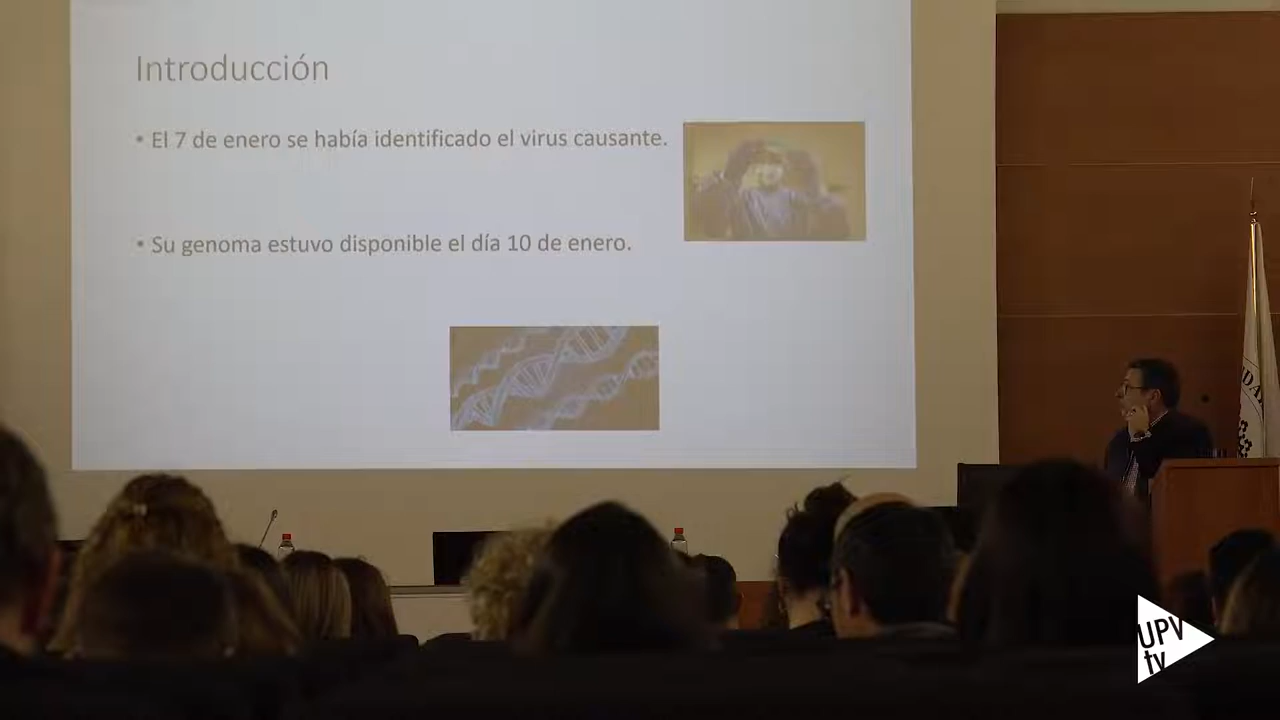 Introducción
• El 7 de enero se había identificado el virus causante.
• Su genoma estuvo disponible el día 10 de enero.
UPV
tv